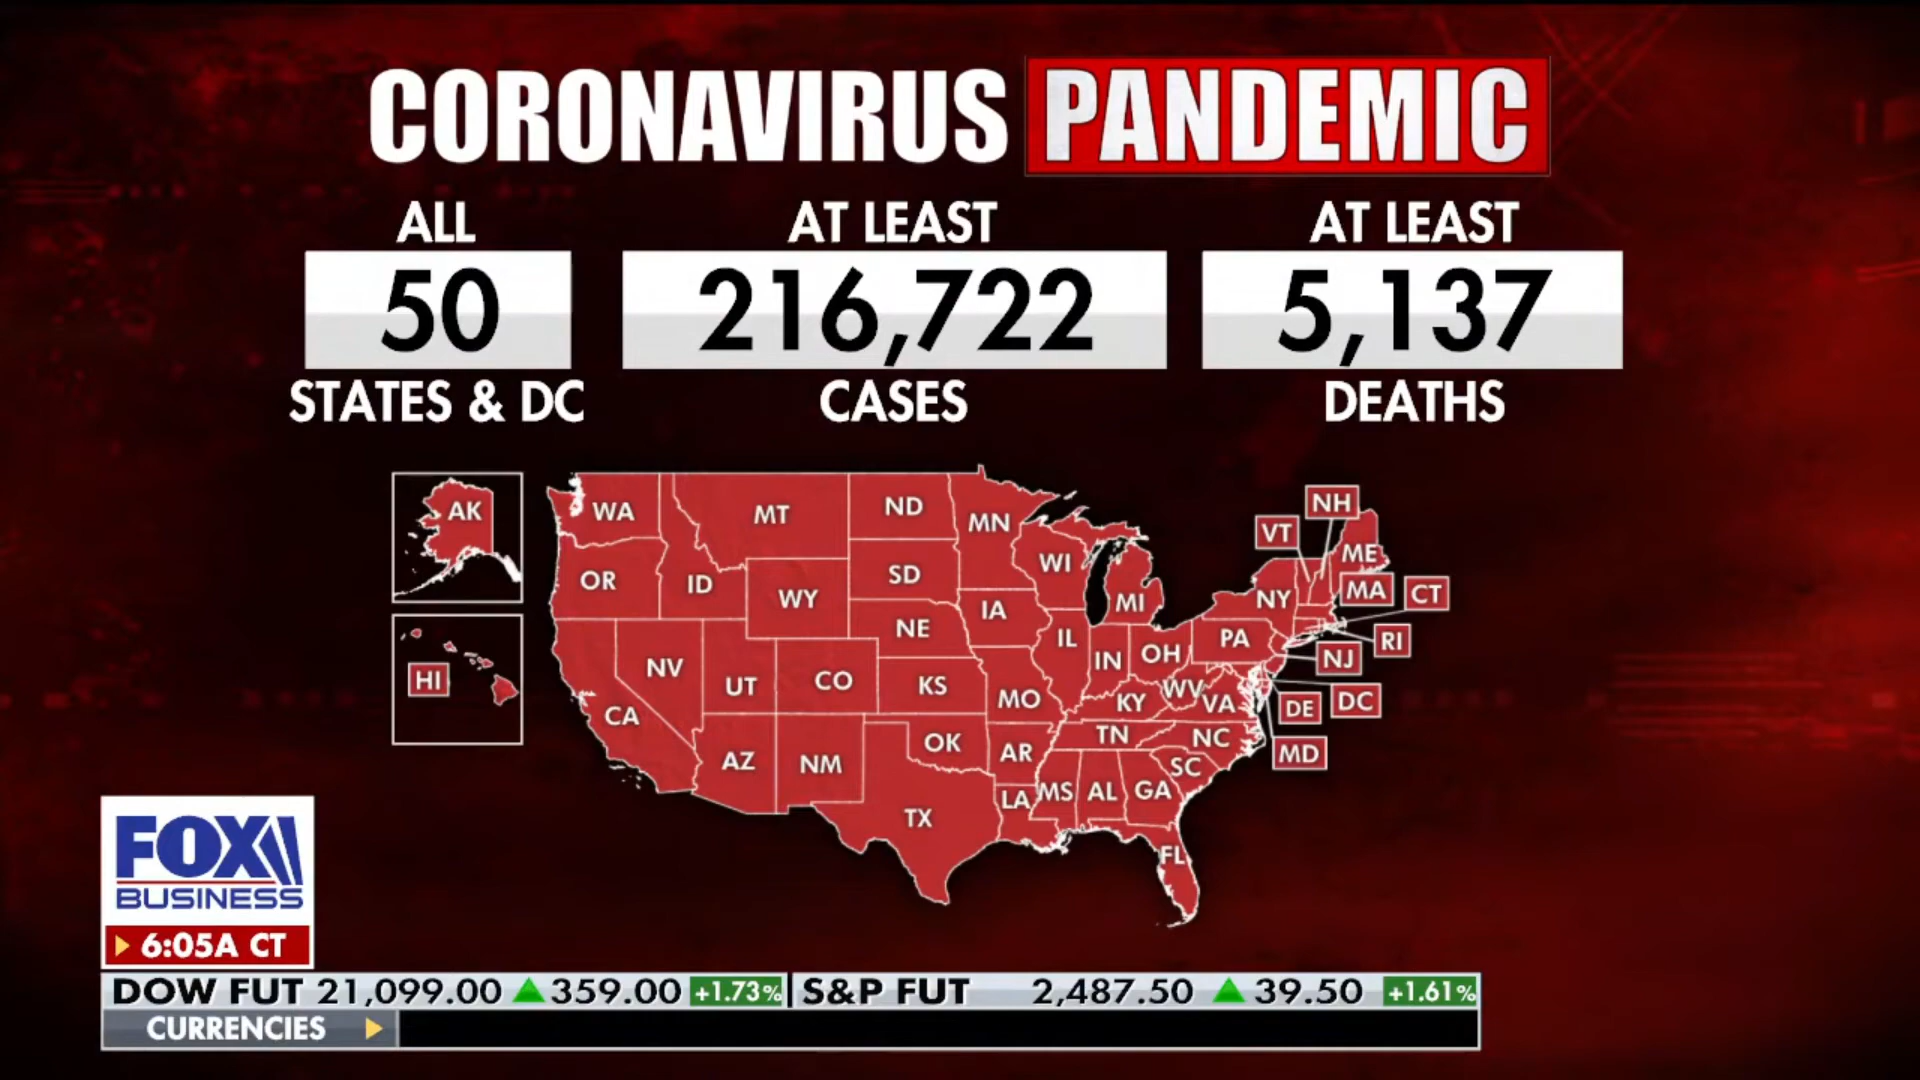 CORONAVIRUS PANDEMIC
ALL
50
STATES & DC
AT LEAST
216,722
CASES
AT LEAST
5,137
DEATHS
AK
HI
WA
MT
ND
MN
OR
ID
WY
SD
WI
MI
NE
IA
IL
IN
OH
PA
NY
VT
NH
ME
MA
CT
RI
NJ
DC
DE
MD
NV
UT
CO
KS
MO
KY
WV
VA
CA
AZ
NM
OK
AR
TN
NC
SC
TX
LA
MS
AL
GA
FL
FOX
BUSINESS
6:05A CT
DOW FUT 21,099.00 359.00 +1.73% S&P FUT 2,487.50 39.50 +1.61%
CURRENCIES